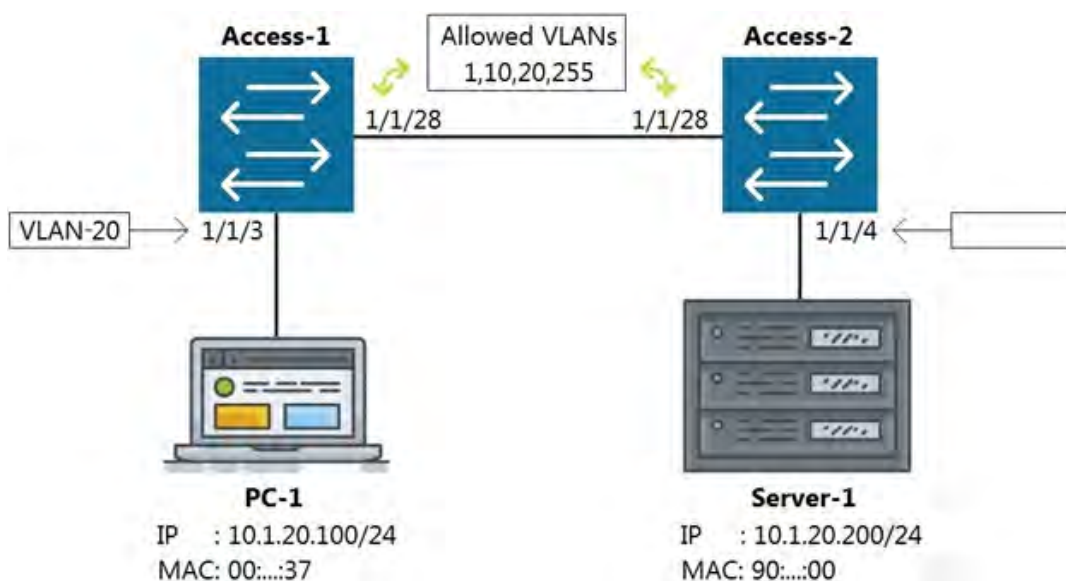 Access-1
Allowed VLANs
1,10,20,255
Access-2
1/1/28
1/1/28
VLAN-20
1/1/3
1/1/4
PC-1
IP : 10.1.20.100/24
MAC: 00:...:37
Server-1
IP : 10.1.20.200/24
MAC: 90:...:00